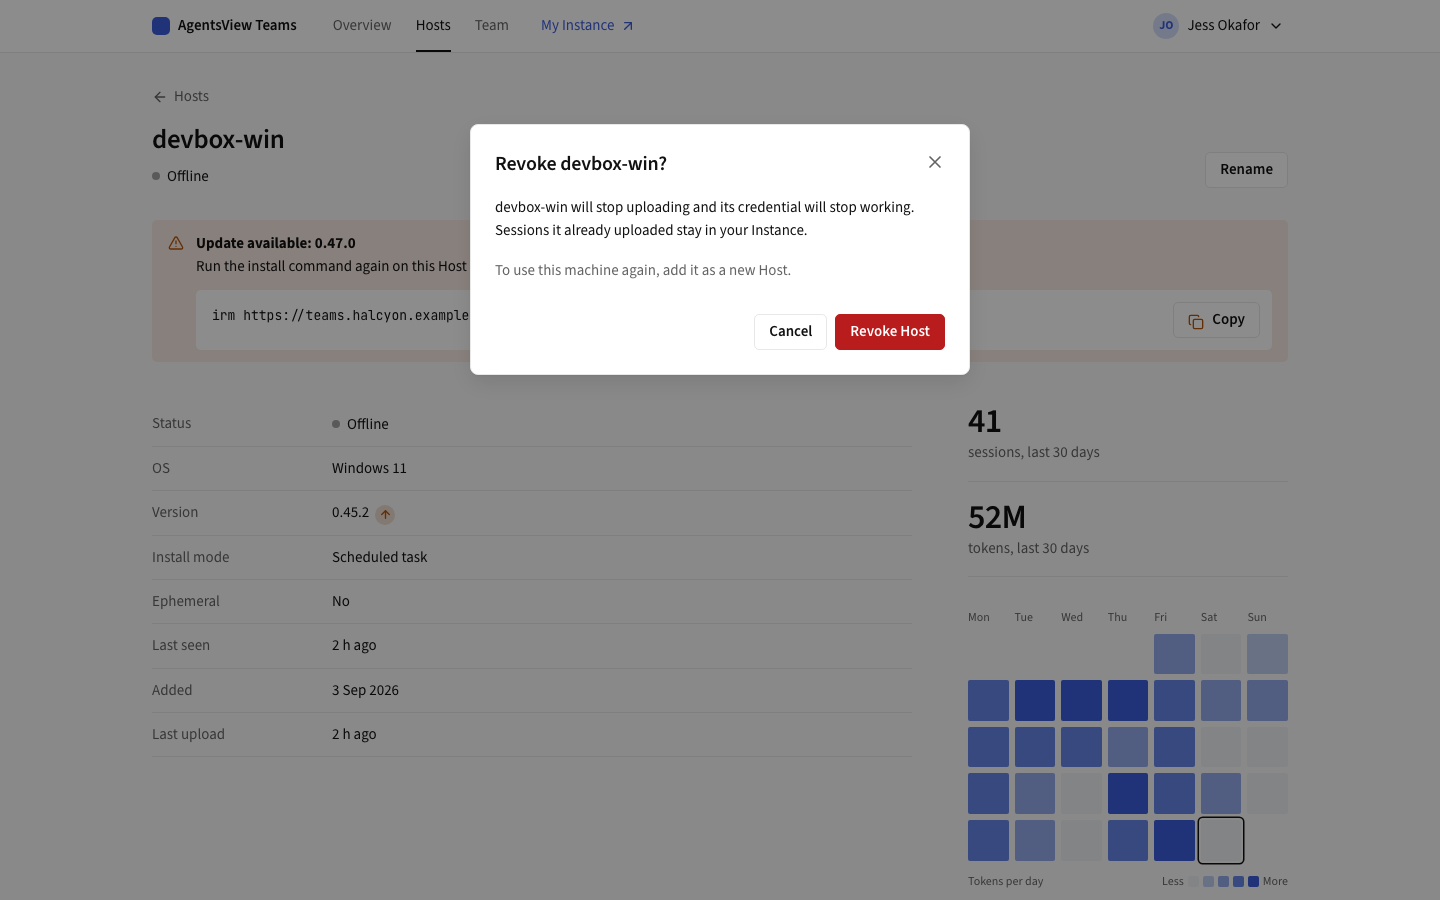 AgentsView Teams
Overview
Hosts
Team
My Instance
JO
Jess Okafor
Hosts
devbox-win
Offline
Rename
Update available: 0.47.0
Run the install command again on this Host
irm https://teams.halcyon.example
Copy
Revoke devbox-win?
devbox-win will stop uploading and its credential will stop working.
Sessions it already uploaded stay in your Instance.
To use this machine again, add it as a new Host.
Cancel
Revoke Host
Status
Offline
OS
Windows 11
Version
0.45.2
Install mode
Scheduled task
Ephemeral
No
Last seen
2 h ago
Added
3 Sep 2026
Last upload
2 h ago
41
sessions, last 30 days
52M
tokens, last 30 days
Mon Tue Wed Thu Fri Sat Sun
Tokens per day
Less
More